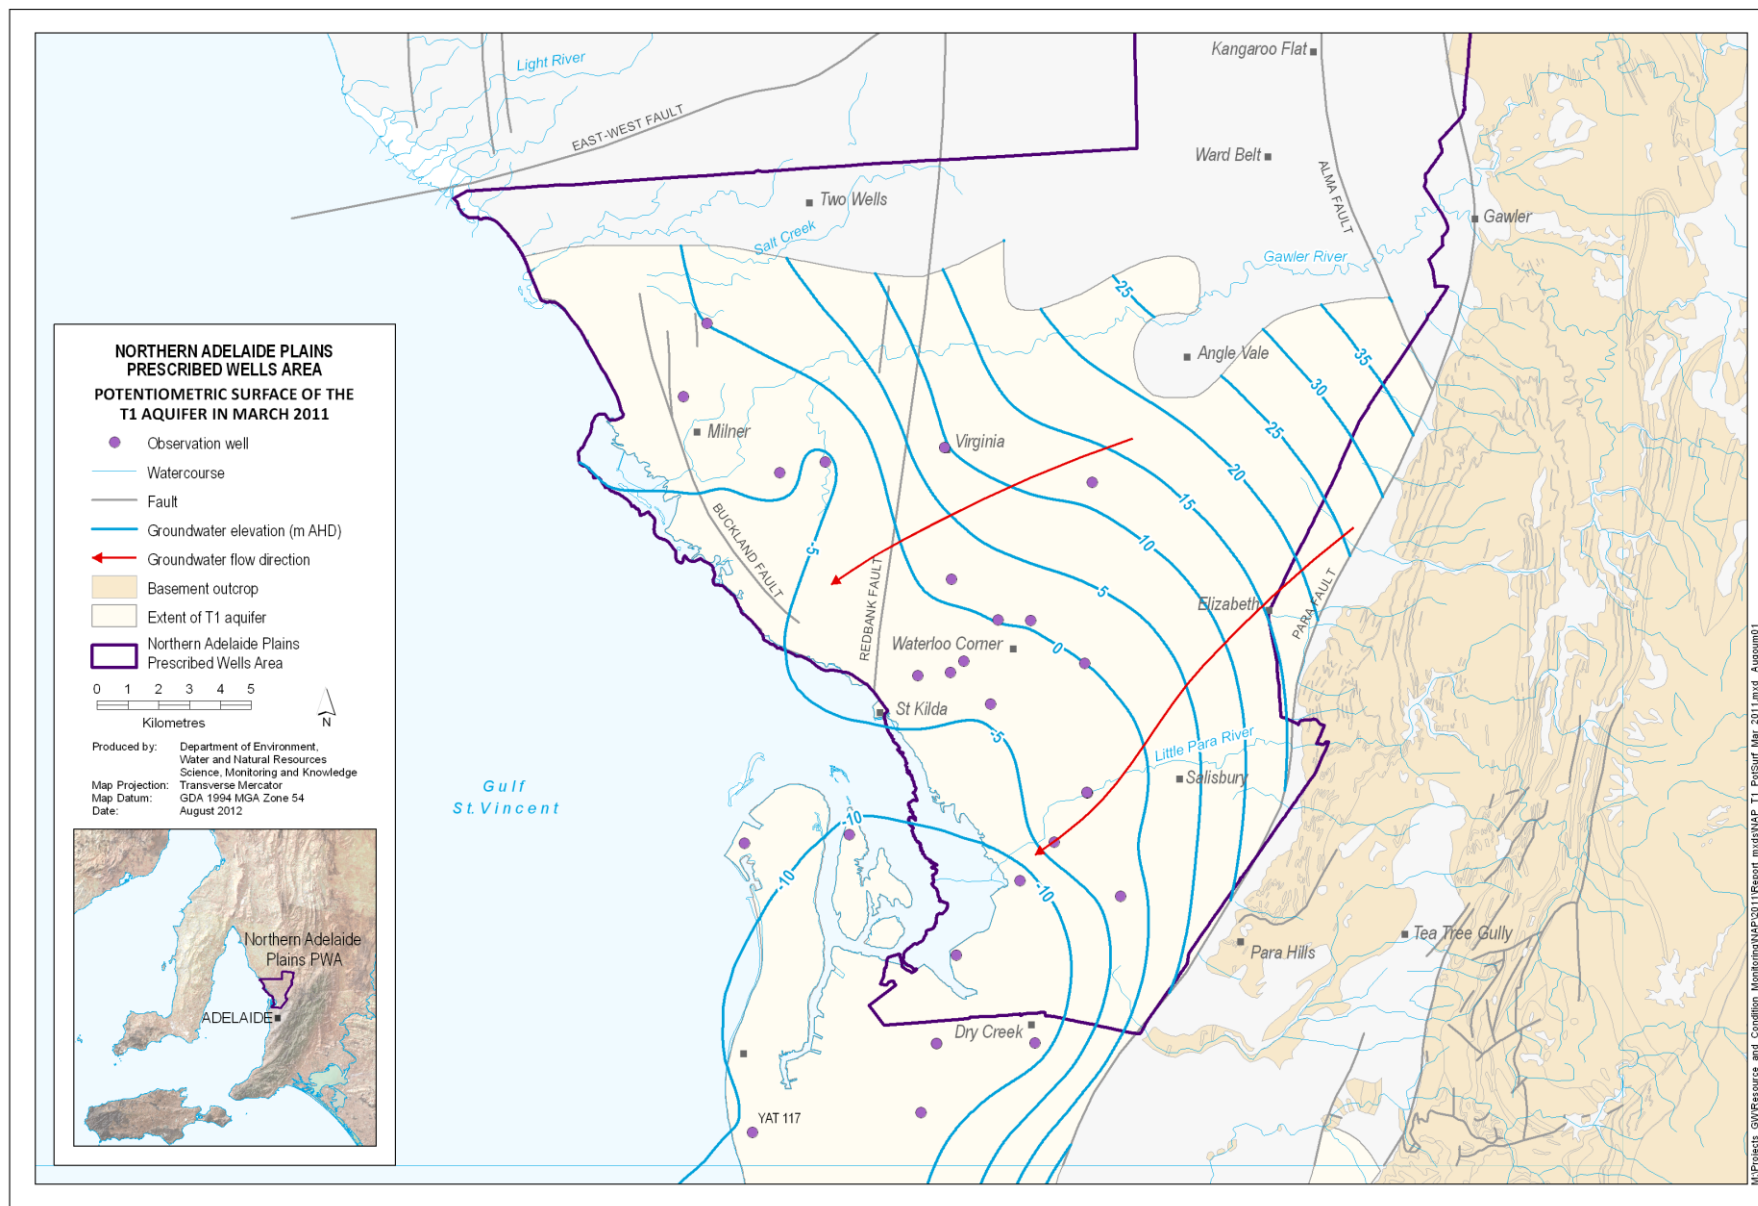 NORTHERN ADELAIDE PLAINS
PRESCRIBED WELLS AREA
POTENTIOMETRIC SURFACE OF THE
T1 AQUIFER IN MARCH 2011
Observation well
Watercourse
Fault
Groundwater elevation (m AHD)
Groundwater flow direction
Basement outcrop
Extent of T1 aquifer
Northern Adelaide Plains
Prescribed Wells Area
0 1 2 3 4 5
Kilometres
N
Produced by: Department of Environment,
Water and Natural Resources
Science, Monitoring and Knowledge
Map Projection: Transverse Mercator
Map Datum: GDA 1994 MGA Zone 54
Date: August 2012
Northern Adelaide
Plains PWA
ADELAIDE
Light River
EAST-WEST FAULT
Kangaroo Flat
Ward Belt
ALMA FAULT
Two Wells
Gawler
Salt Creek
Gawler River
25
35
Angle Vale
30
25
Milner
Virginia
20
15
BUCKLAND FAULT
-5
10
REDBANK FAULT
5
Elizabeth
PARA FAULT
Waterloo Corner
0
St Kilda
-5
Little Para River
Salisbury
Gulf
St. Vincent
-10
-10
-10
Para Hills
Tea Tree Gully
Dry Creek
YAT 117
M:\Projects_GW\Resource_and_Condition_Monitoring\NAP\2011\Report_mxds\NAP_T1_PotSurf_Mar_2011.mxd